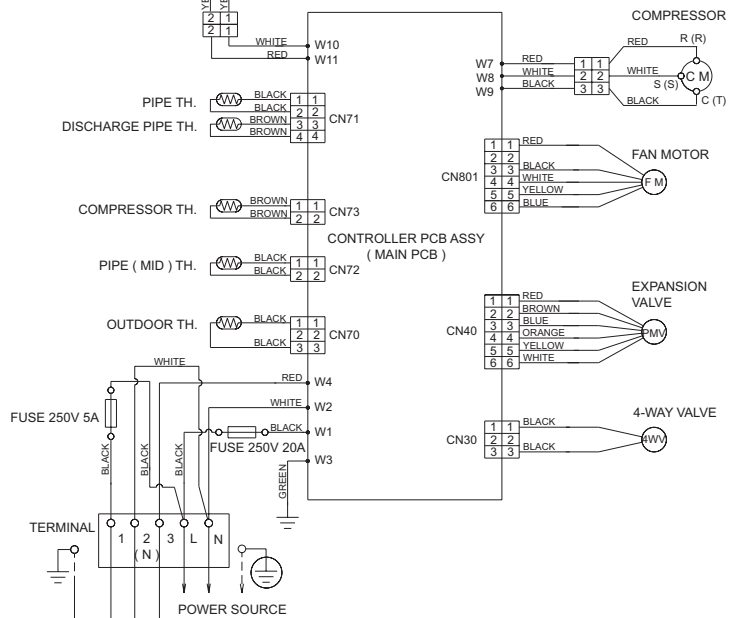 YE
YE
2 1
2 1
WHITE
W10
RED
W11
PIPE TH.
BLACK
BLACK
1 1
2 2
DISCHARGE PIPE TH.
BROWN
BROWN
3 3
4 4
CN71
COMPRESSOR TH.
BROWN
BROWN
1 1
2 2
CN73
PIPE ( MID ) TH.
BLACK
BLACK
1 1
2 2
CN72
OUTDOOR TH.
BLACK
BLACK
1 1
2 2
3 3
CN70
CONTROLLER PCB ASSY
( MAIN PCB )
COMPRESSOR
W7
RED
1 1
RED
R (R)
W8
WHITE
2 2
WHITE
S (S)
C M
W9
BLACK
3 3
BLACK
C (T)
FAN MOTOR
CN801
1 1
2 2
3 3
4 4
5 5
6 6
RED
BLACK
WHITE
YELLOW
BLUE
F M
EXPANSION
VALVE
CN40
1 1
2 2
3 3
4 4
5 5
6 6
RED
BROWN
BLUE
ORANGE
YELLOW
WHITE
PMV
4-WAY VALVE
CN30
1 1
2 2
3 3
BLACK
BLACK
4WV
WHITE
RED
W4
WHITE
W2
BLACK
W1
W3
FUSE 250V 5A
FUSE 250V 20A
BLACK
BLACK
BLACK
GREEN
TERMINAL
1 2 3 L N
( N )
POWER SOURCE